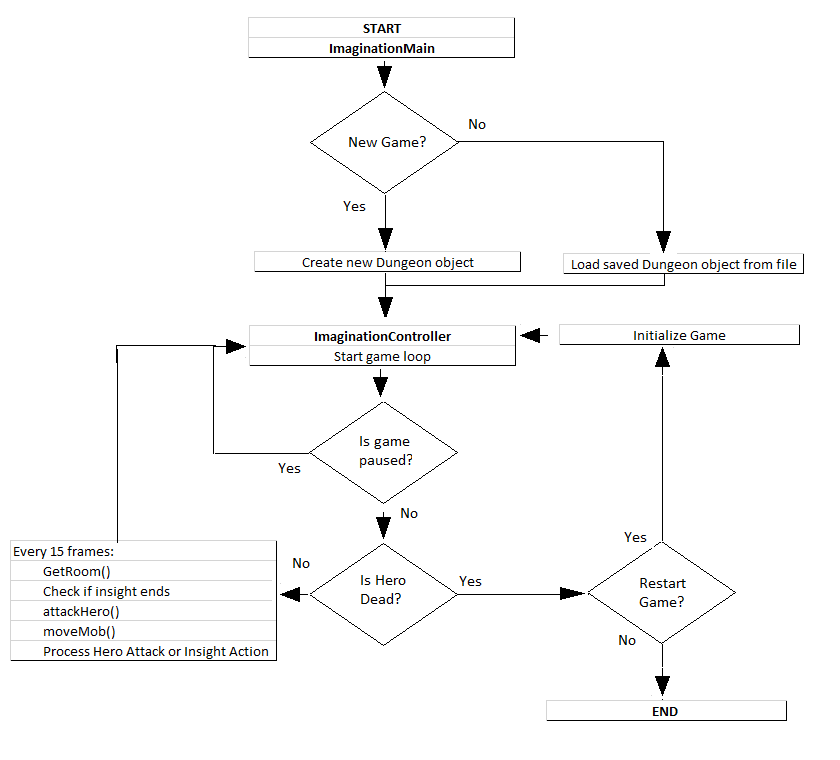 START
ImaginationMain
New Game?
No
Yes
Create new Dungeon object
Load saved Dungeon object from file
ImaginationController
Start game loop
Initialize Game
Is game
paused?
Yes
No
Every 15 frames:
GetRoom()
Check if insight ends
attackHero()
moveMob()
Process Hero Attack or Insight Action
No
Is Hero
Dead?
Yes
Yes
Restart
Game?
No
END